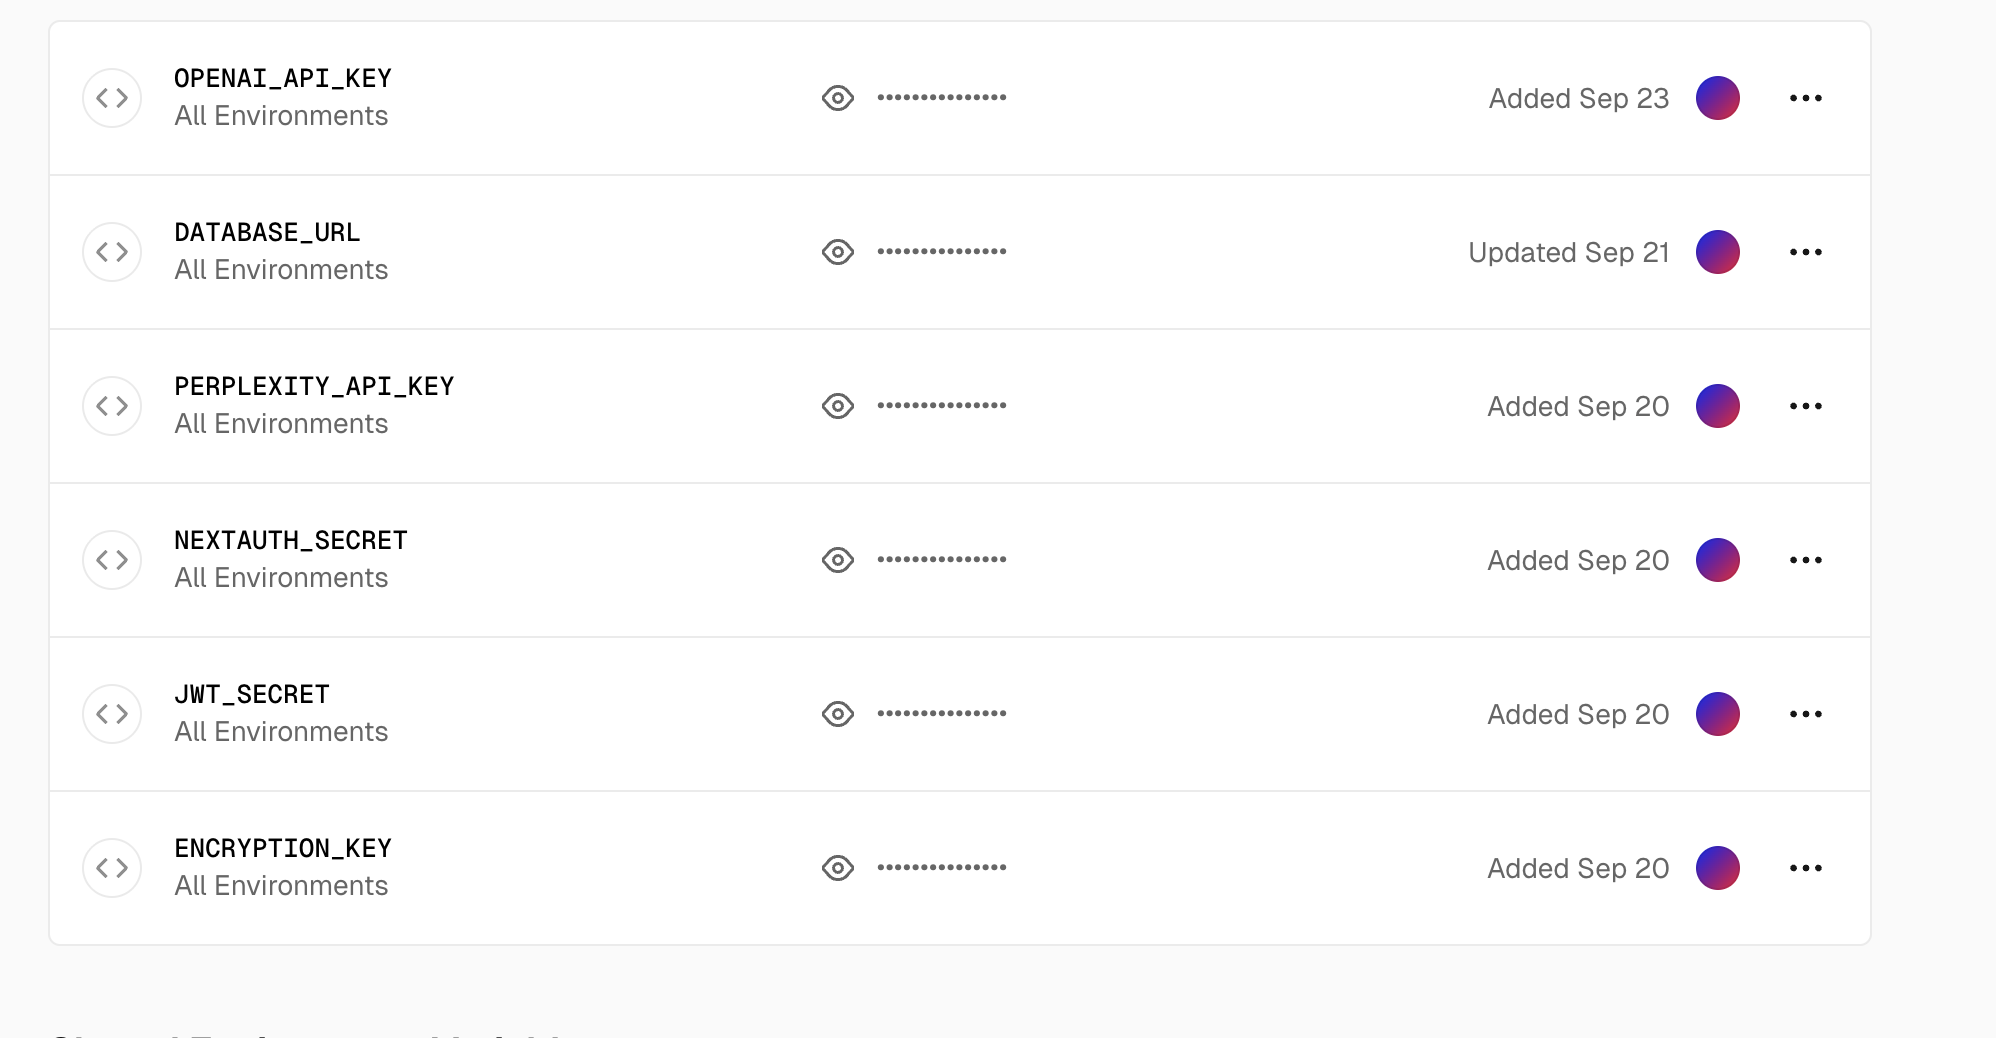 OPENAI_API_KEY
All Environments
•••••••••••••••
Added Sep 23
DATABASE_URL
All Environments
•••••••••••••••
Updated Sep 21
PERPLEXITY_API_KEY
All Environments
•••••••••••••••
Added Sep 20
NEXTAUTH_SECRET
All Environments
•••••••••••••••
Added Sep 20
JWT_SECRET
All Environments
•••••••••••••••
Added Sep 20
ENCRYPTION_KEY
All Environments
•••••••••••••••
Added Sep 20